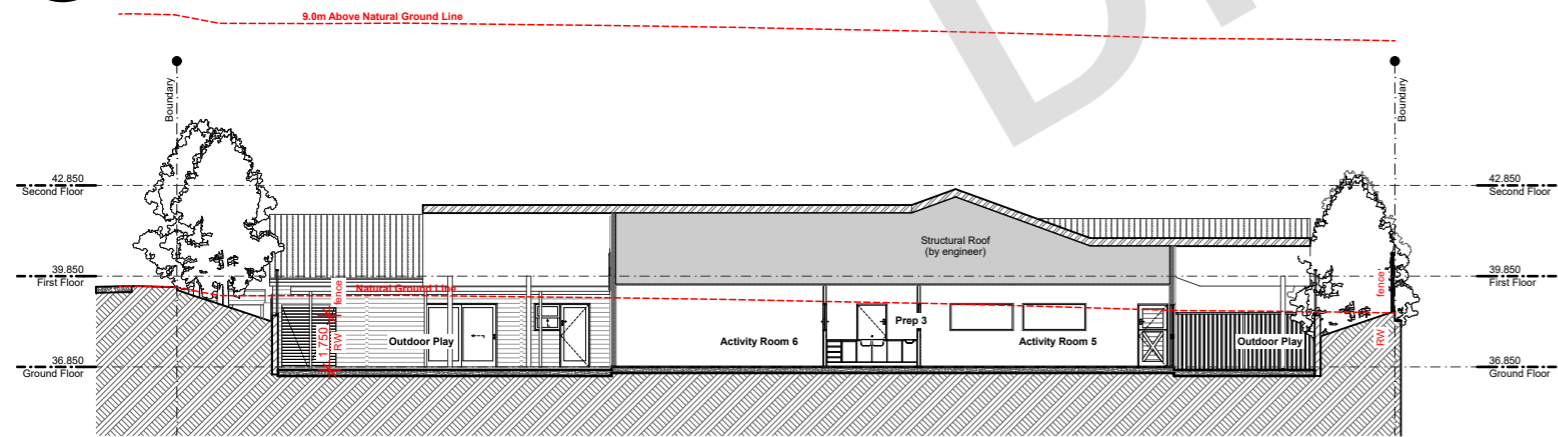 9.0m Above Natural Ground Line
Boundary
Boundary
42.850
Second Floor
42.850
Second Floor
Structural Roof
(by engineer)
39.850
First Floor
39.850
First Floor
Natural Ground Line
fence
fence
1,750
RW
RW
Outdoor Play
Activity Room 6
Prep 3
Activity Room 5
Outdoor Play
36.850
Ground Floor
36.850
Ground Floor